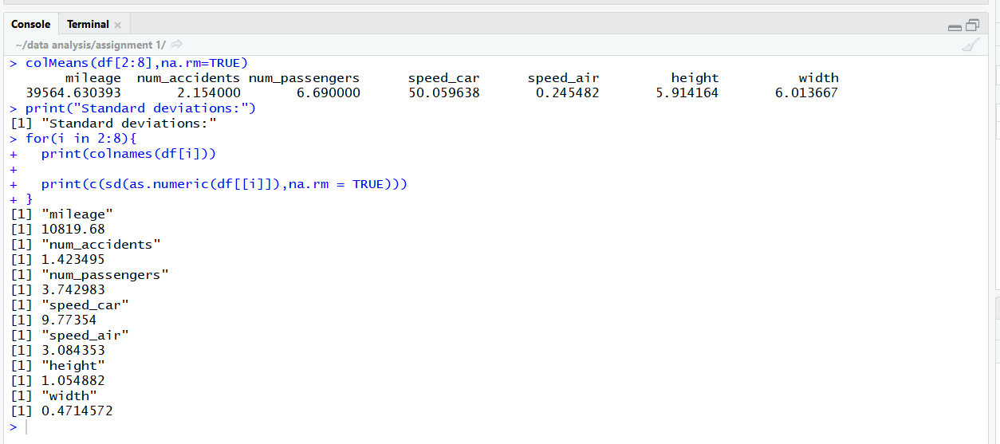 Console Terminal
~/data analysis/assignment 1/
> colMeans(df[2:8],na.rm=TRUE)
mileage num_accidents num_passengers speed_car speed_air height width
39564.630393 2.154000 6.690000 50.059638 0.245482 5.914164 6.013667
> print("Standard deviations:")
[1] "Standard deviations:"
> for(i in 2:8){
+ print(colnames(df[i]))
+
+ print(c(sd(as.numeric(df[[i]]),na.rm = TRUE)))
+ }
[1] "mileage"
[1] 10819.68
[1] "num_accidents"
[1] 1.423495
[1] "num_passengers"
[1] 3.742983
[1] "speed_car"
[1] 9.77354
[1] "speed_air"
[1] 3.084353
[1] "height"
[1] 1.054882
[1] "width"
[1] 0.4714572
>